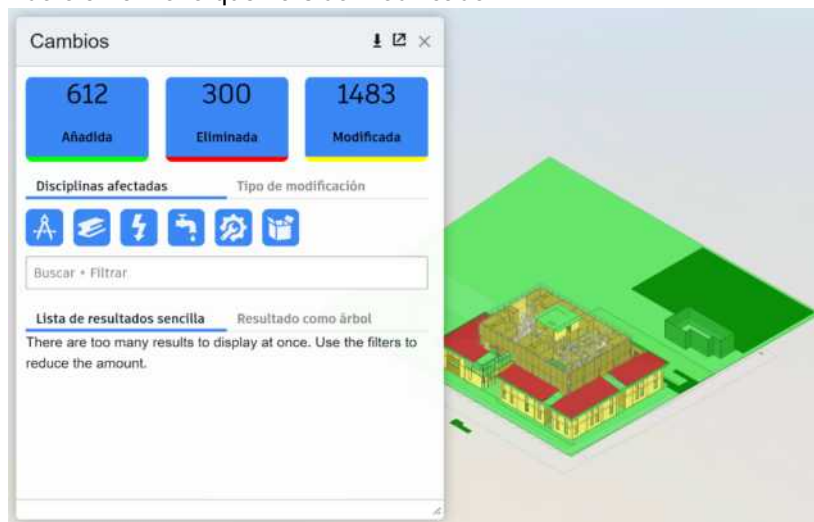 Cambios
612 300 1483
Añadida Eliminada Modificada
Disciplinas afectadas Tipo de modificación
Buscar • Filtrar
Lista de resultados sencilla Resultado como árbol
There are too many results to display at once. Use the filters to
reduce the amount.